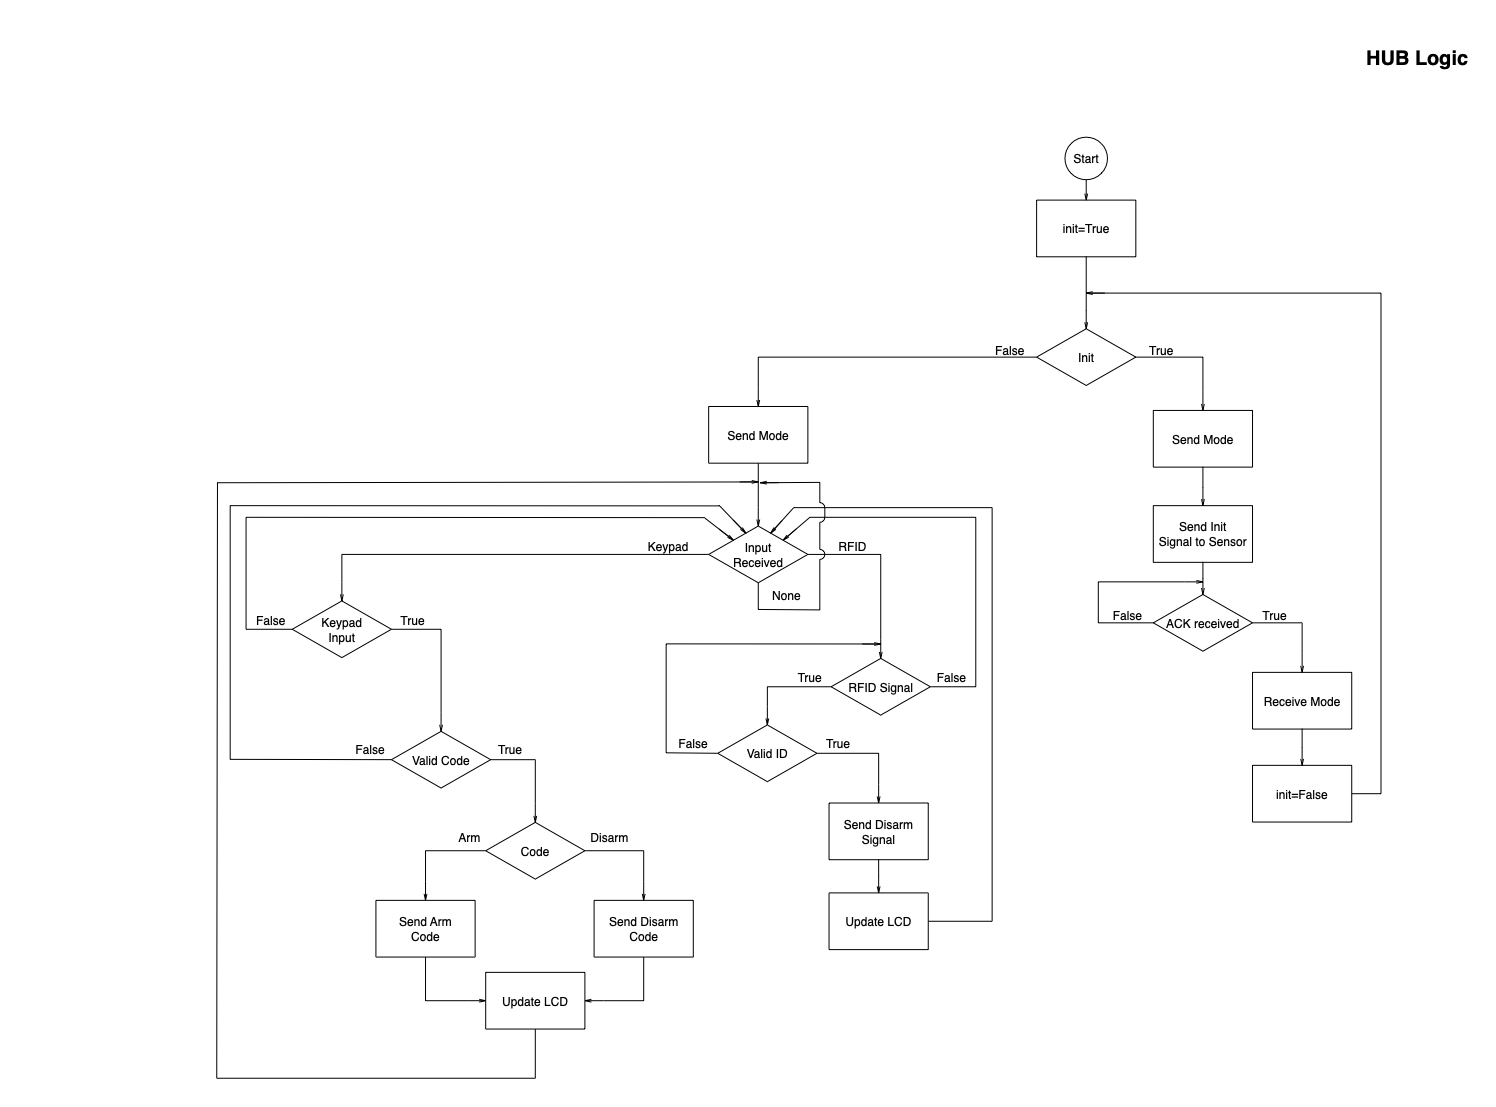 HUB Logic
Start
init=True
Init
False
True
Send Mode
Send Mode
Send Init
Signal to Sensor
Input
Received
Keypad
RFID
None
Keypad
Input
False
True
ACK received
False
True
RFID Signal
True
False
Receive Mode
Valid Code
False
True
Valid ID
False
True
init=False
Send Disarm
Signal
Code
Arm
Disarm
Send Arm
Code
Send Disarm
Code
Update LCD
Update LCD